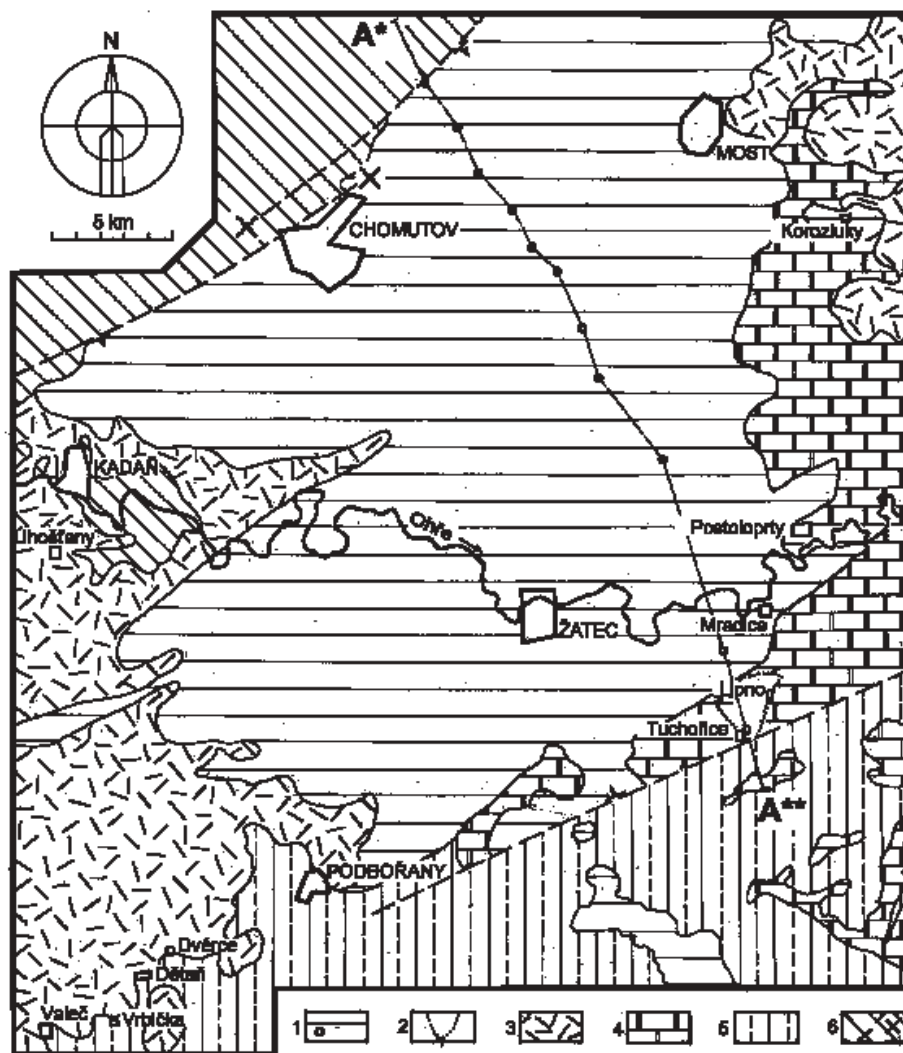 A*
N
5 km
MOST
CHOMUTOV
Korozluky
KADAŇ
Úhošťany
Ohře
Postoloprty
ŽATEC
Mradice
Lipno
Tuchořice
A**
PODBOŘANY
Dvérce
Dětaň
Valeč
Vrbička
1 2 3 4 5 6